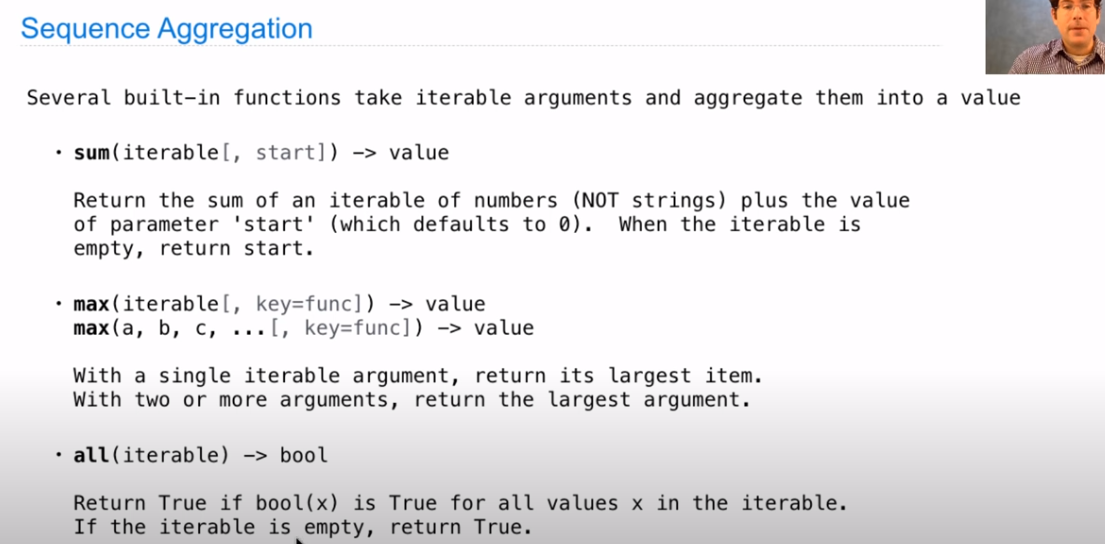 Sequence Aggregation
Several built-in functions take iterable arguments and aggregate them into a value
• sum(iterable[, start]) -> value
Return the sum of an iterable of numbers (NOT strings) plus the value
of parameter 'start' (which defaults to 0).  When the iterable is
empty, return start.
• max(iterable[, key=func]) -> value
max(a, b, c, ...[, key=func]) -> value
With a single iterable argument, return its largest item.
With two or more arguments, return the largest argument.
• all(iterable) -> bool
Return True if bool(x) is True for all values x in the iterable.
If the iterable is empty, return True.